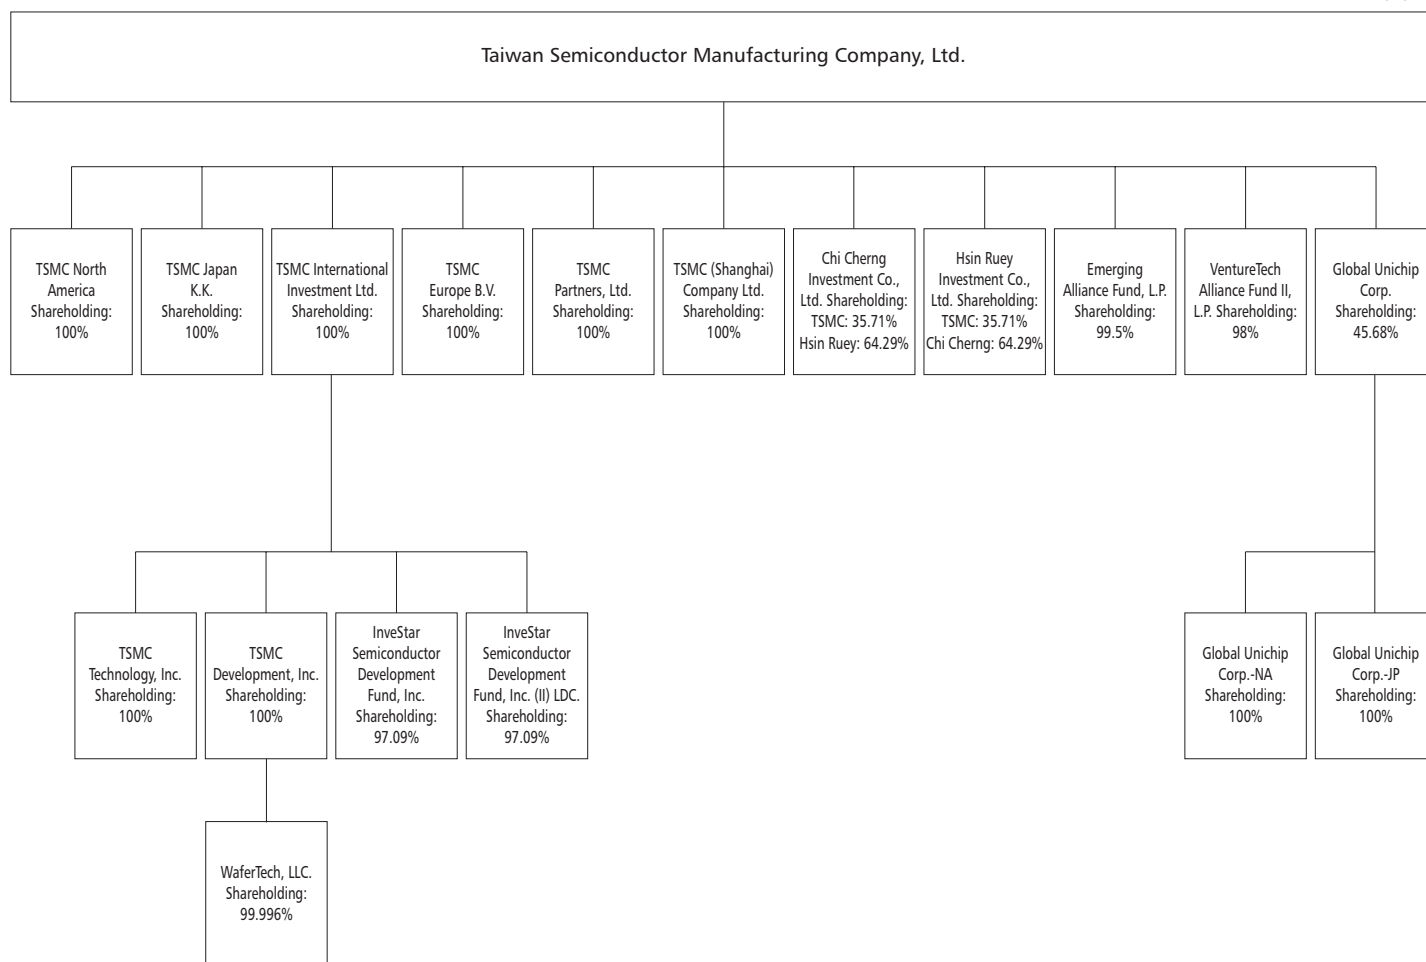 Taiwan Semiconductor Manufacturing Company, Ltd.
TSMC North
America
Shareholding:
100%
TSMC Japan
K.K.
Shareholding:
100%
TSMC International
Investment Ltd.
Shareholding:
100%
TSMC
Europe B.V.
Shareholding:
100%
TSMC
Partners, Ltd.
Shareholding:
100%
TSMC (Shanghai)
Company Ltd.
Shareholding:
100%
Chi Cherng
Investment Co.,
Ltd. Shareholding:
TSMC: 35.71%
Hsin Ruey: 64.29%
Hsin Ruey
Investment Co.,
Ltd. Shareholding:
TSMC: 35.71%
Chi Cherng: 64.29%
Emerging
Alliance Fund, L.P.
Shareholding:
99.5%
VentureTech
Alliance Fund II,
L.P. Shareholding:
98%
Global Unichip
Corp.
Shareholding:
45.68%
TSMC
Technology, Inc.
Shareholding:
100%
TSMC
Development, Inc.
Shareholding:
100%
InveStar
Semiconductor
Development
Fund, Inc.
Shareholding:
97.09%
InveStar
Semiconductor
Development
Fund, Inc. (II) LDC.
Shareholding:
97.09%
Global Unichip
Corp.-NA
Shareholding:
100%
Global Unichip
Corp.-JP
Shareholding:
100%
WaferTech, LLC.
Shareholding:
99.996%